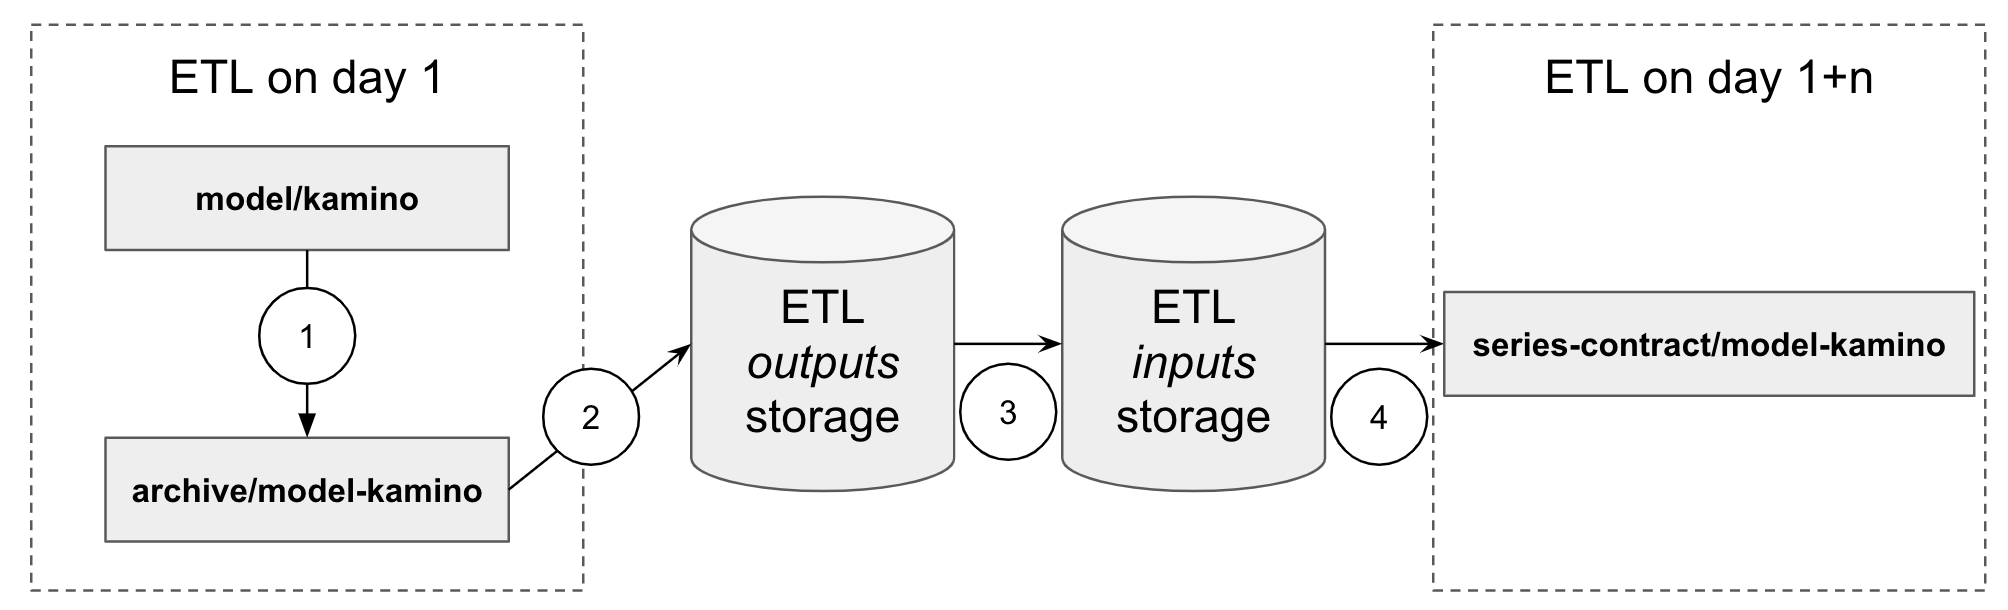 ETL on day 1
model/kamino
1
archive/model-kamino
2
ETL
outputs
storage
3
ETL
inputs
storage
4
ETL on day 1+n
series-contract/model-kamino